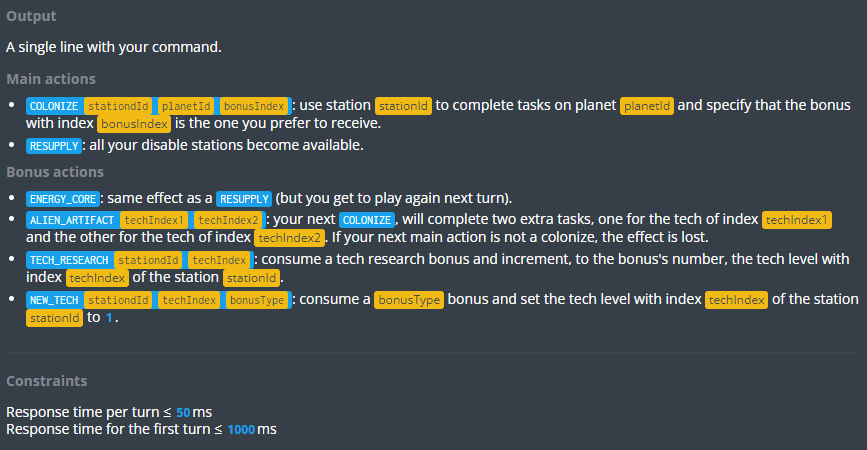 Output
A single line with your command.
Main actions
• COLONIZE stationdId planetId bonusIndex: use station stationId to complete tasks on planet planetId and specify that the bonus
with index bonusIndex is the one you prefer to receive.
• RESUPPLY: all your disable stations become available.
Bonus actions
• ENERGY_CORE: same effect as a RESUPPLY (but you get to play again next turn).
• ALIEN_ARTIFACT techIndex1 techIndex2: your next COLONIZE, will complete two extra tasks, one for the tech of index techIndex1
and the other for the tech of index techIndex2. If your next main action is not a colonize, the effect is lost.
• TECH_RESEARCH stationId techIndex: consume a tech research bonus and increment, to the bonus's number, the tech level with
index techIndex of the station stationId.
• NEW_TECH stationdId techIndex bonusType: consume a bonusType bonus and set the tech level with index techIndex of the station
stationId to 1.
Constraints
Response time per turn ≤ 50 ms
Response time for the first turn ≤ 1000 ms